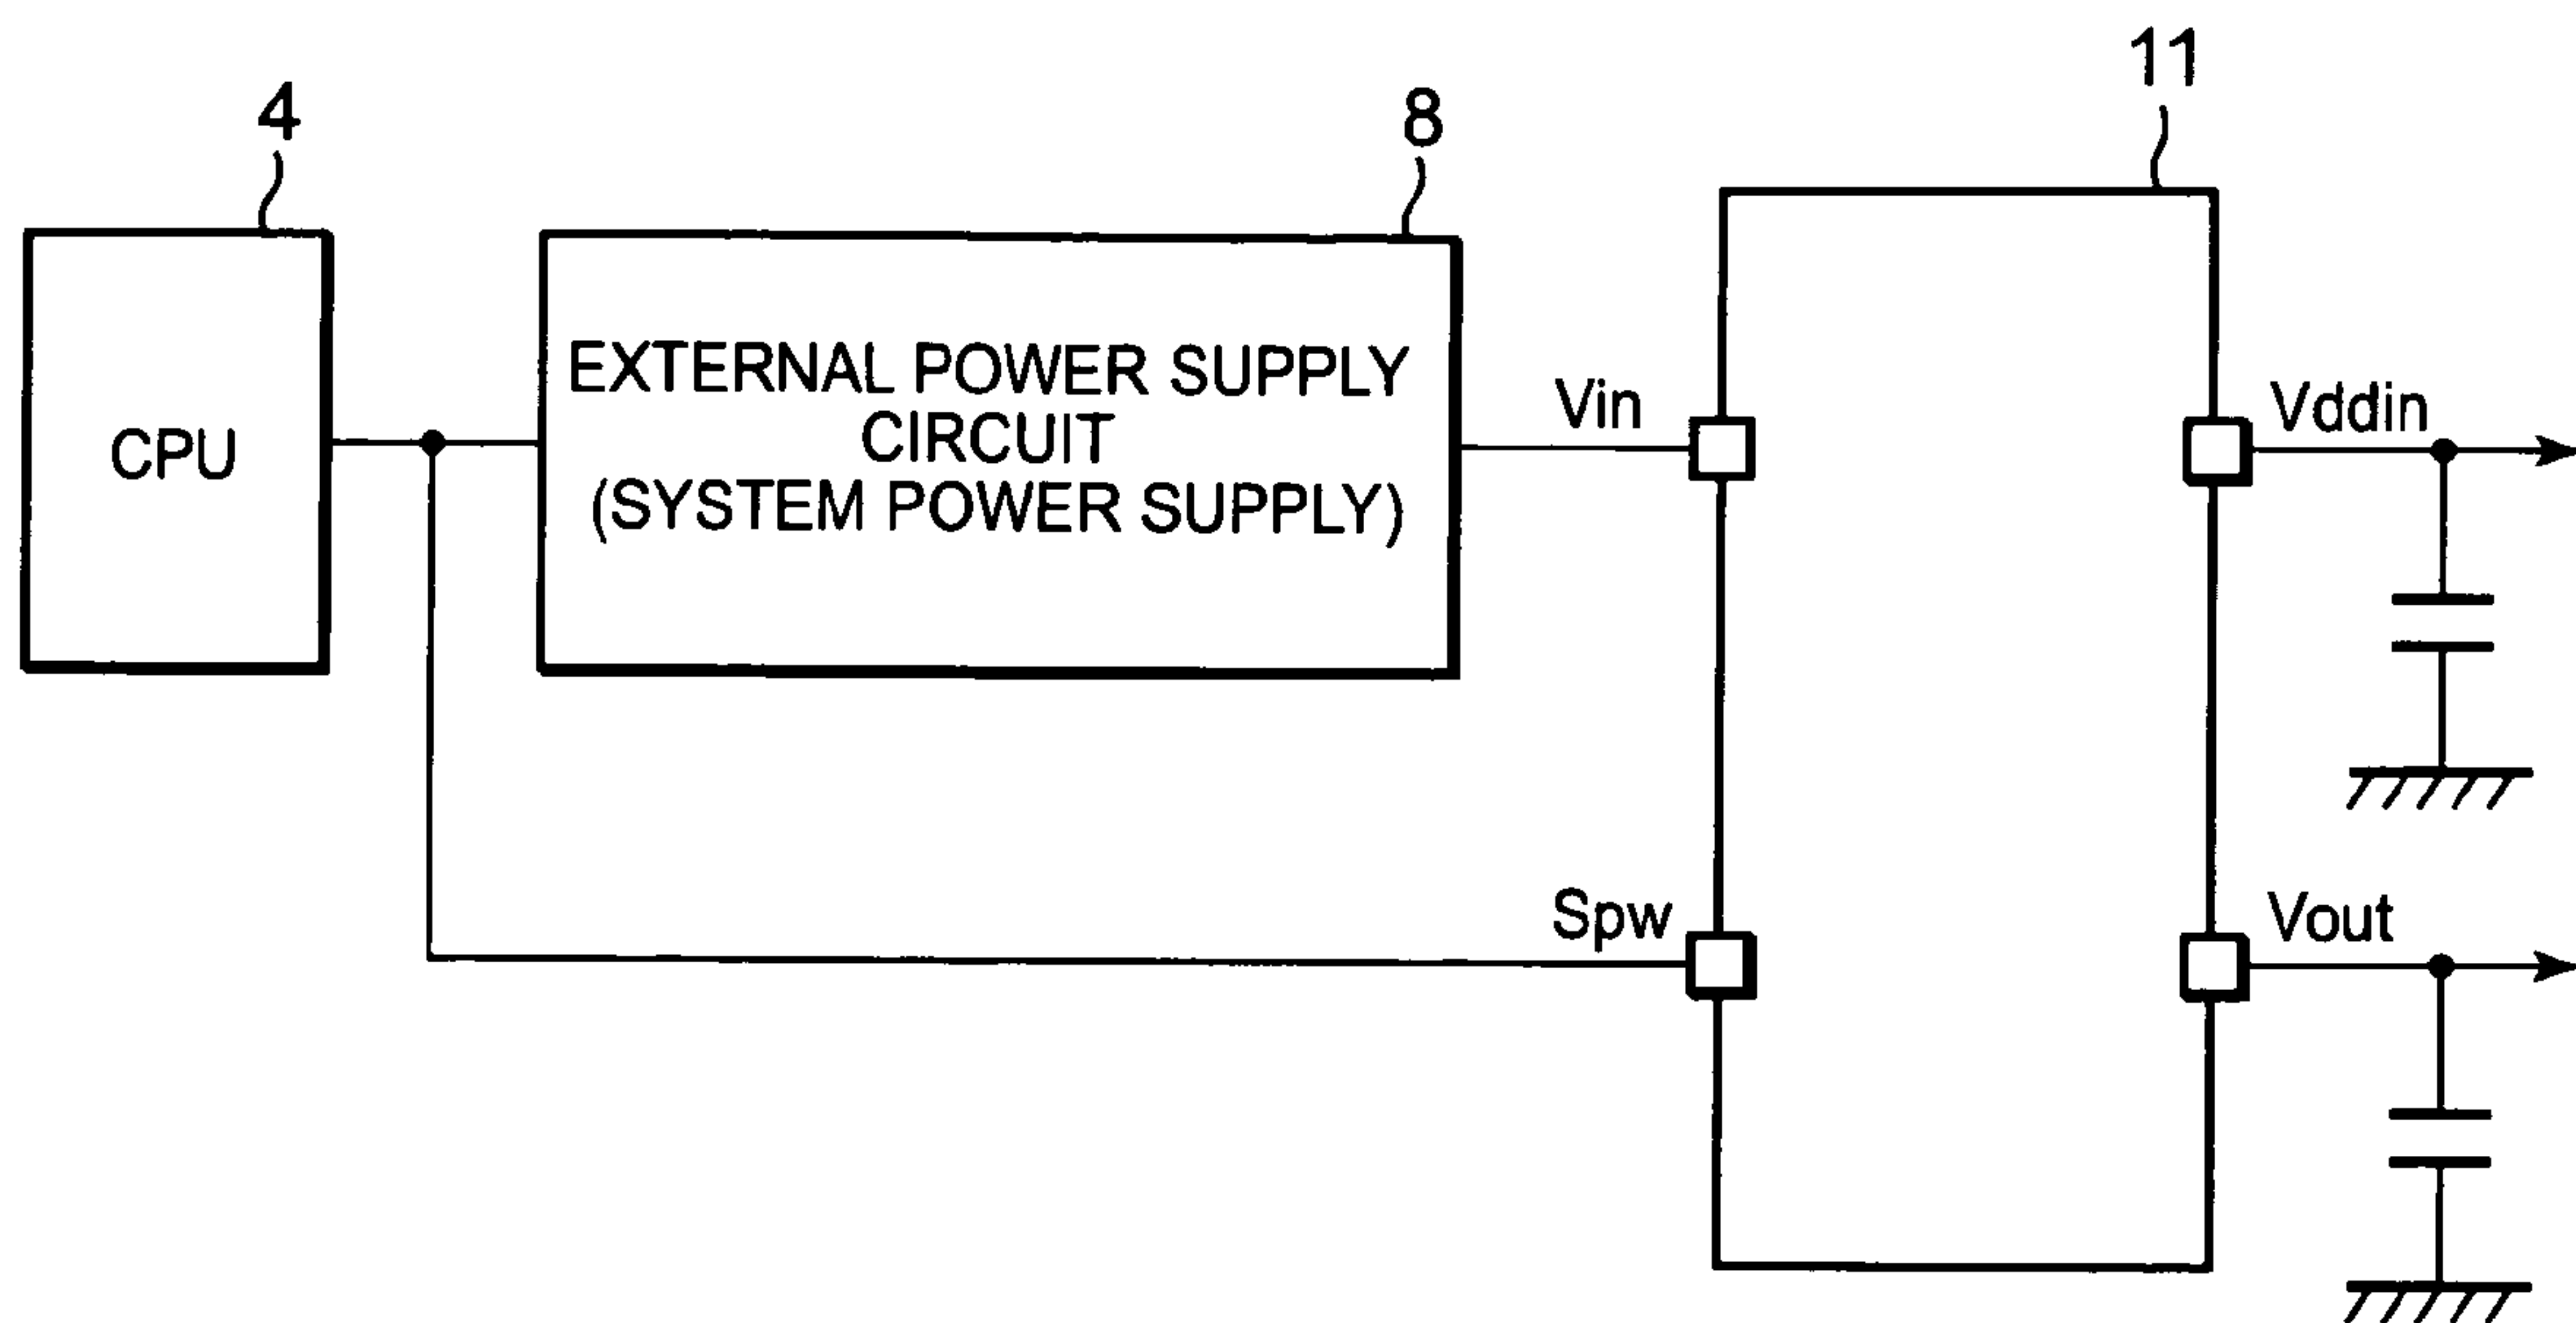 4
8
11
CPU
EXTERNAL POWER SUPPLY
CIRCUIT
(SYSTEM POWER SUPPLY)
Vin
Vddin
Spw
Vout